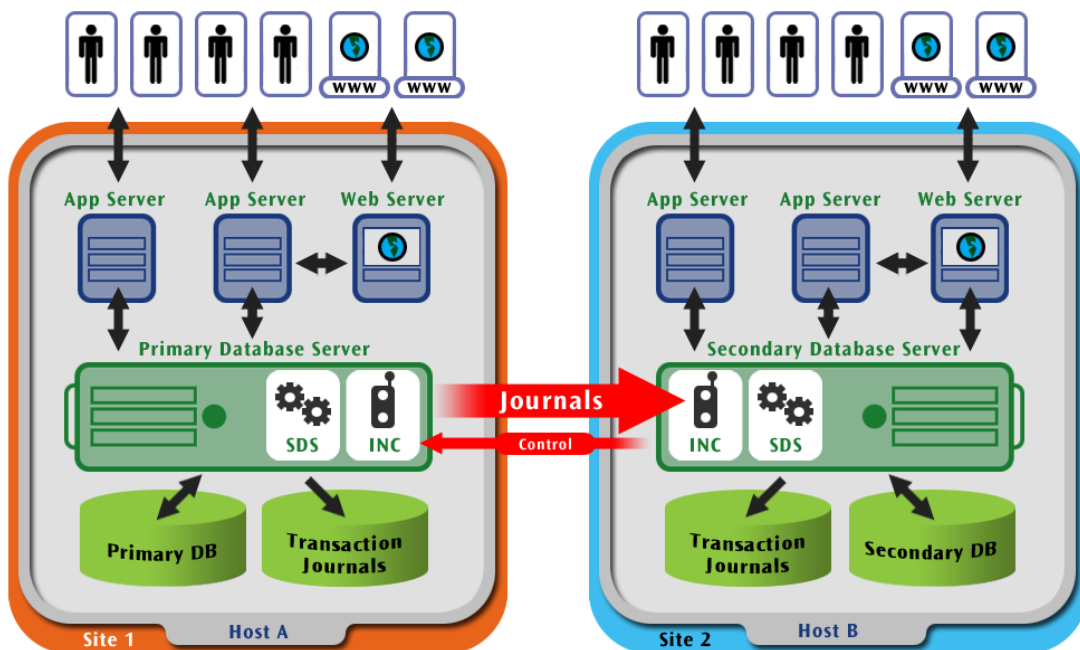 WWW
WWW
WWW
WWW
App Server
App Server
Web Server
App Server
App Server
Web Server
Primary Database Server
Secondary Database Server
SDS
INC
Journals
Control
INC
SDS
Primary DB
Transaction
Journals
Transaction
Journals
Secondary DB
Site 1
Host A
Site 2
Host B